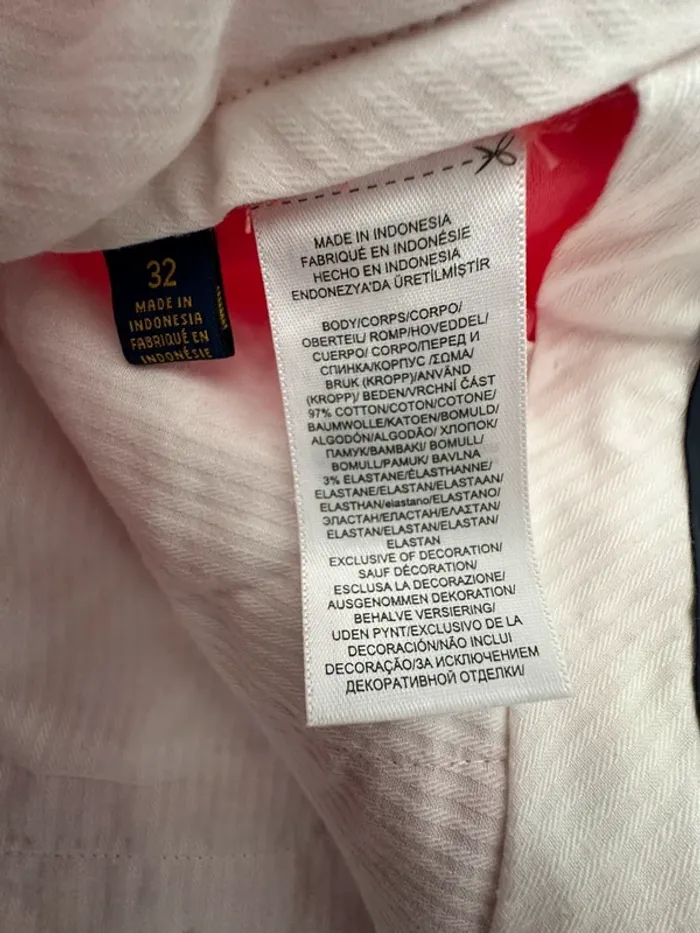 32
MADE IN
INDONESIA
FABRIQUÉ EN
INDONÉSIE
MADE IN INDONESIA
FABRIQUÉ EN INDONÉSIE
HECHO EN INDONESIA
ENDONEZYA'DA ÜRETİLMİŞTİR
BODY/CORPS/CORPO/
OBERTEIL/ ROMP/HOVEDDEL/
CUERPO/ CORPO/ПЕРЕД И
СПИНКА/КОРПУС /ΣΩΜΑ/
BRUK (KROPP)/ANVÄND
(KROPP)/ BEDEN/VRCHNÍ ČÁST
97% COTTON/COTON/COTONE/
BAUMWOLLE/KATOEN/BOMULD/
ALGODÓN/ALGODÃO/ ХЛОПОК/
ПАМУК/ΒΑΜΒΑΚΙ/ BOMULL/
BOMULL/PAMUK/ BAVLNA
3% ELASTANE/ÉLASTHANNE/
ELASTANE/ELASTAN/ELASTAAN/
ELASTHAN/elastano/ELASTANO/
ЭЛАСТАН/ЕЛАСТАН/ΕΛΑΣΤΑΝ/
ELASTAN/ELASTAN/ELASTAN/
ELASTAN
EXCLUSIVE OF DECORATION/
SAUF DÉCORATION/
ESCLUSA LA DECORAZIONE/
AUSGENOMMEN DEKORATION/
BEHALVE VERSIERING/
UDEN PYNT/EXCLUSIVO DE LA
DECORACIÓN/NÃO INCLUI
DECORAÇÃO/ЗА ИСКЛЮЧЕНИЕМ
ДЕКОРАТИВНОЙ ОТДЕЛКИ/